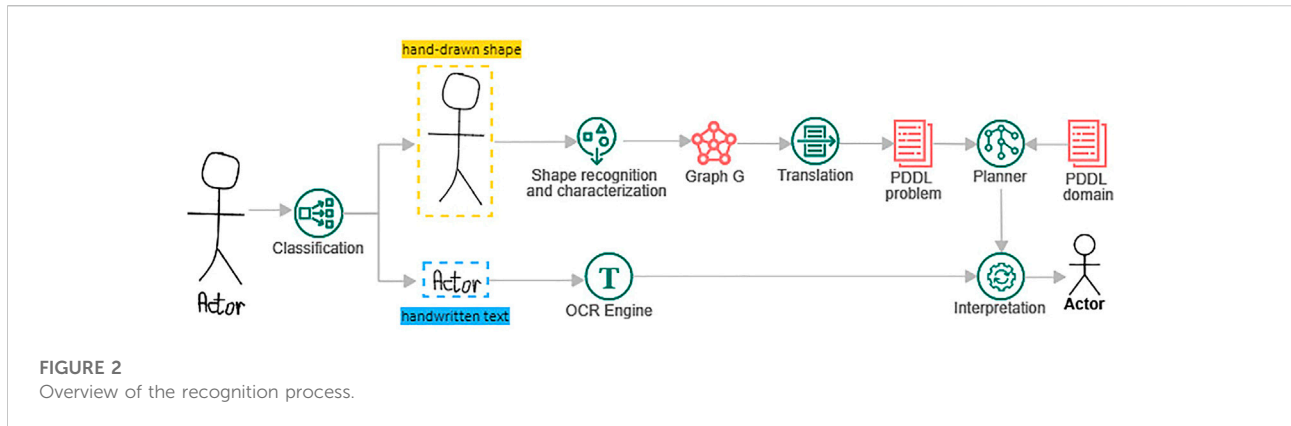 hand-drawn shape
Shape recognition
and characterization
Graph G
Translation
PDDL
problem
Planner
PDDL
domain
Classification
Actor
Actor
handwritten text
OCR Engine
T
Interpretation
Actor
FIGURE 2
Overview of the recognition process.